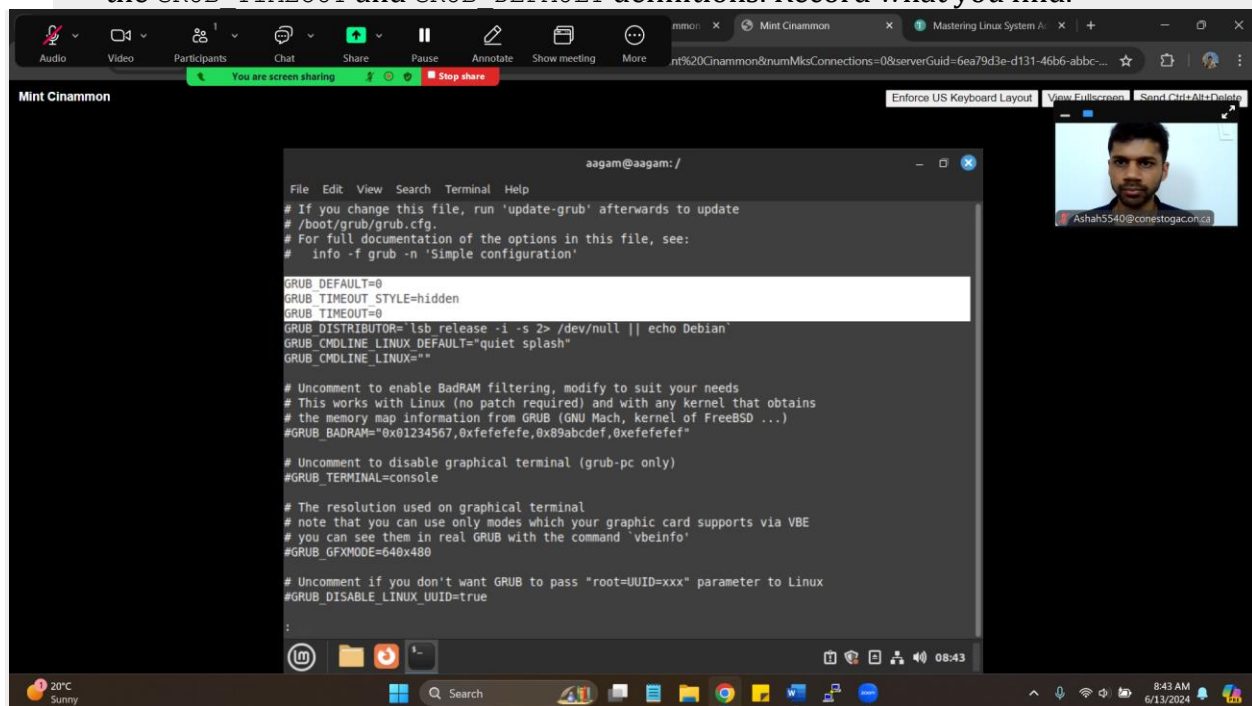 the GRUB_TIMEOUT and GRUB_DEFAULT definitions. Record what you find.
Audio
Video
Participants
1
Chat
Share
Pause
Annotate
Show meeting
More
You are screen sharing
Stop share
Mint Cinammon
Mastering Linux System
nt%20Cinammon&numMksConnections=0&serverGuid=6ea79d3e-d131-46b6-abbc-...
Mint Cinammon
Enforce US Keyboard Layout
View Fullscreen
Send Ctrl+Alt+Delete
Ashah5540@conestogac.on.ca
aagam@aagam: /
File Edit View Search Terminal Help
# If you change this file, run 'update-grub' afterwards to update
# /boot/grub/grub.cfg.
# For full documentation of the options in this file, see:
#   info -f grub -n 'Simple configuration'
GRUB_DEFAULT=0
GRUB_TIMEOUT_STYLE=hidden
GRUB_TIMEOUT=0
GRUB_DISTRIBUTOR=`lsb_release -i -s 2> /dev/null || echo Debian`
GRUB_CMDLINE_LINUX_DEFAULT="quiet splash"
GRUB_CMDLINE_LINUX=""
# Uncomment to enable BadRAM filtering, modify to suit your needs
# This works with Linux (no patch required) and with any kernel that obtains
# the memory map information from GRUB (GNU Mach, kernel of FreeBSD ...)
#GRUB_BADRAM="0x01234567,0xfefefefe,0x89abcdef,0xefefefef"
# Uncomment to disable graphical terminal (grub-pc only)
#GRUB_TERMINAL=console
# The resolution used on graphical terminal
# note that you can use only modes which your graphic card supports via VBE
# you can see them in real GRUB with the command `vbeinfo'
#GRUB_GFXMODE=640x480
# Uncomment if you don't want GRUB to pass "root=UUID=xxx" parameter to Linux
#GRUB_DISABLE_LINUX_UUID=true
:
08:43
1
20°C
Sunny
Search
8:43 AM
6/13/2024